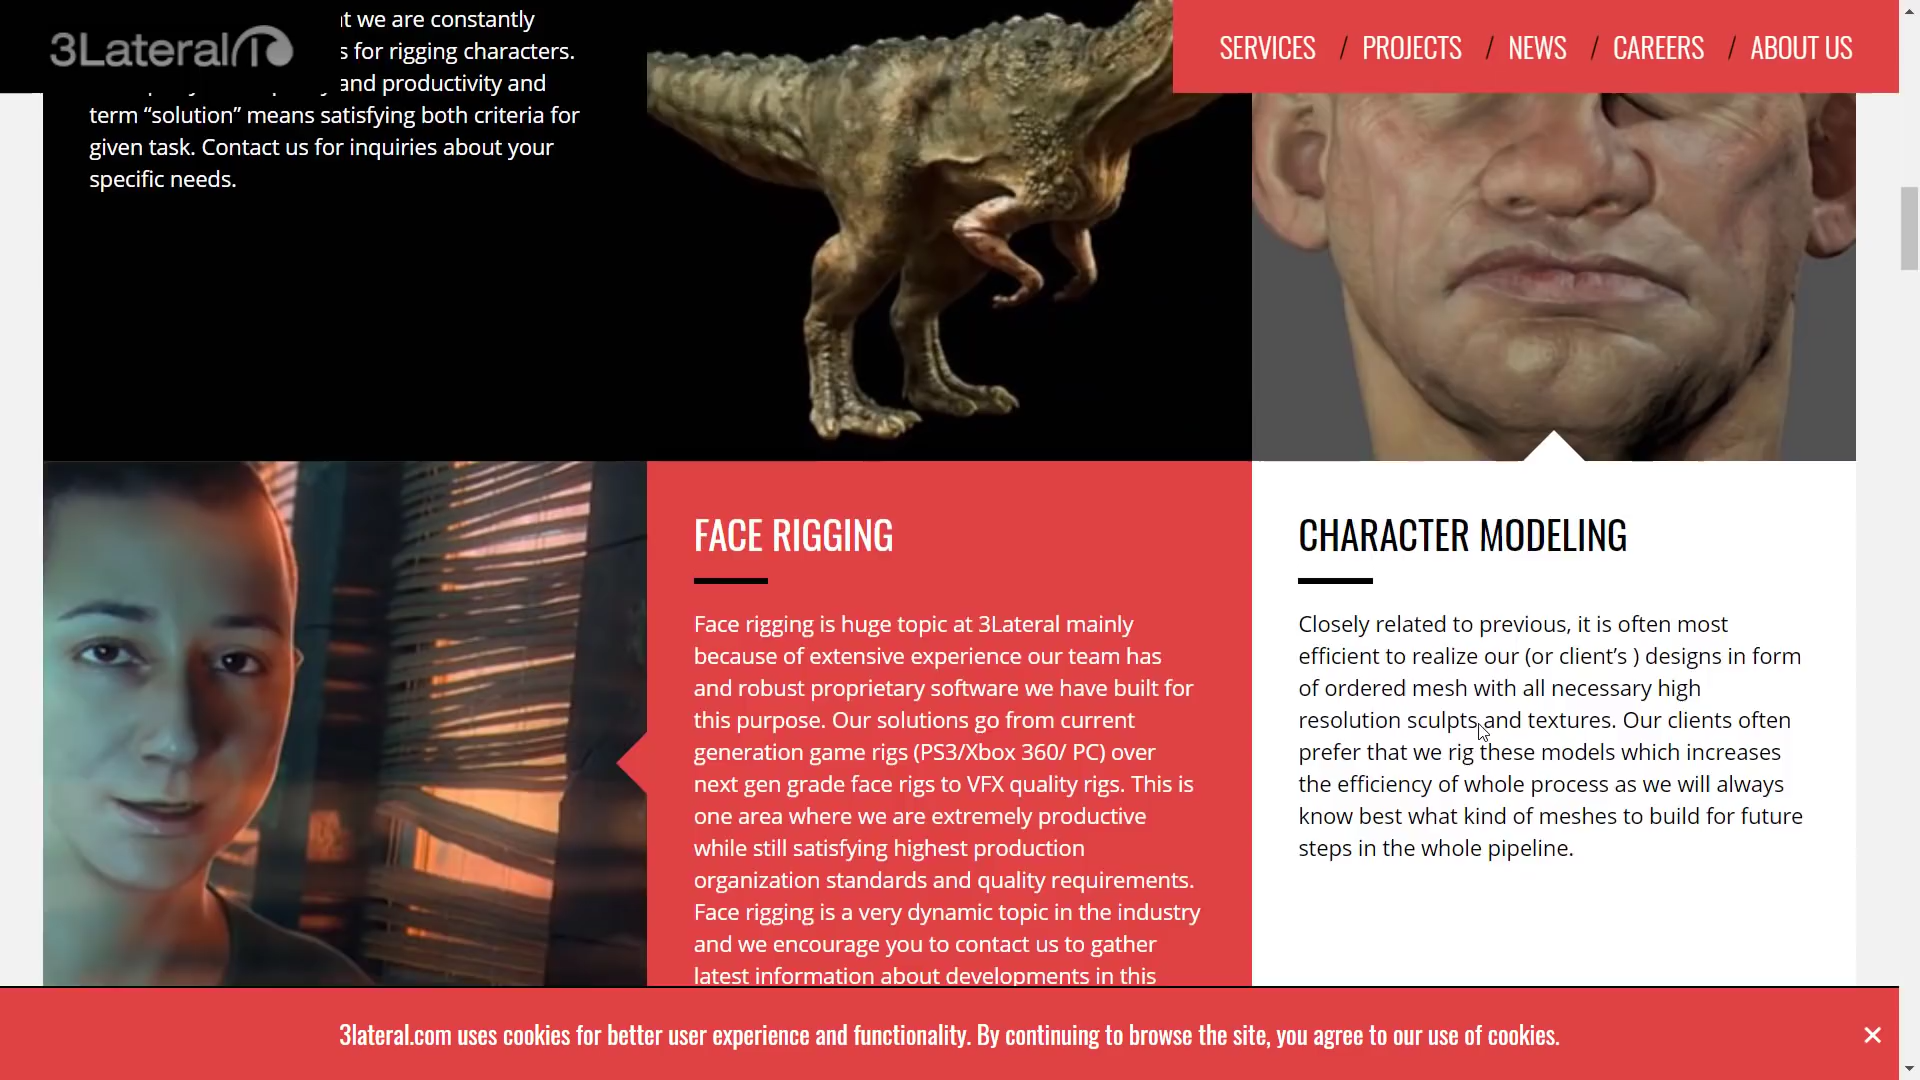 3Lateral
SERVICES / PROJECTS / NEWS / CAREERS / ABOUT US
we are constantly
s for rigging characters.
and productivity and
term “solution” means satisfying both criteria for
given task. Contact us for inquiries about your
specific needs.
FACE RIGGING
Face rigging is huge topic at 3Lateral mainly
because of extensive experience our team has
and robust proprietary software we have built for
this purpose. Our solutions go from current
generation game rigs (PS3/Xbox 360/ PC) over
next gen grade face rigs to VFX quality rigs. This is
one area where we are extremely productive
while still satisfying highest production
organization standards and quality requirements.
Face rigging is a very dynamic topic in the industry
and we encourage you to contact us to gather
latest information about developments in this
CHARACTER MODELING
Closely related to previous, it is often most
efficient to realize our (or client’s ) designs in form
of ordered mesh with all necessary high
resolution sculpts and textures. Our clients often
prefer that we rig these models which increases
the efficiency of whole process as we will always
know best what kind of meshes to build for future
steps in the whole pipeline.
3lateral.com uses cookies for better user experience and functionality. By continuing to browse the site, you agree to our use of cookies.